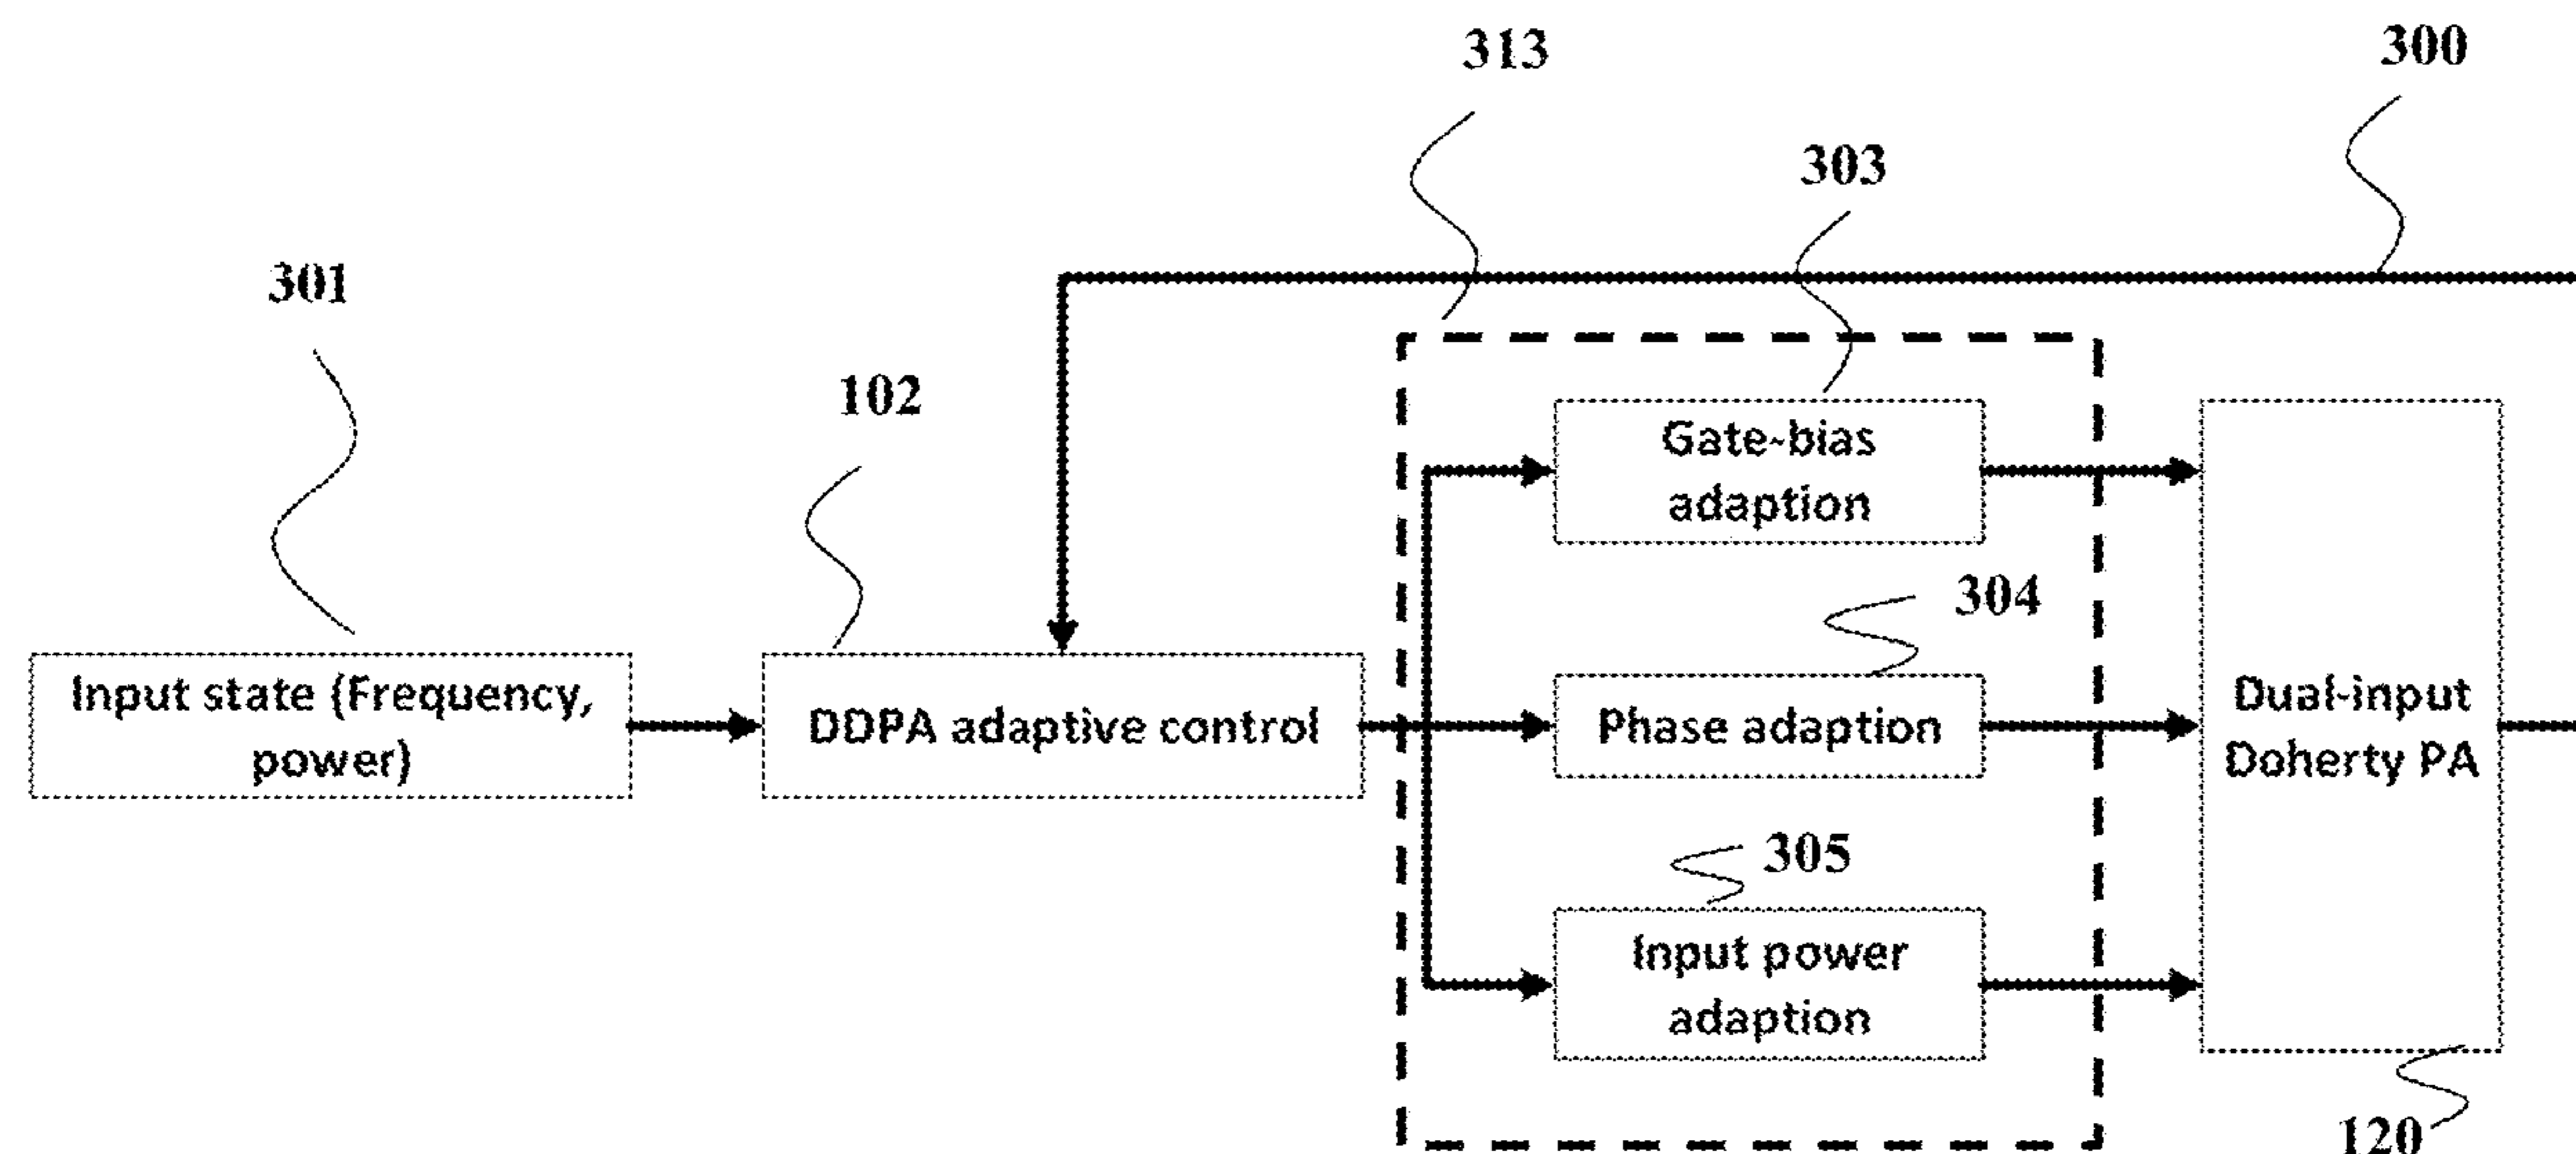 313
300
303
301
102
Gate-bias
adaption
304
Input state (Frequency,
power)
DDPA adaptive control
Phase adaption
Dual-input
Doherty PA
305
Input power
adaption
120